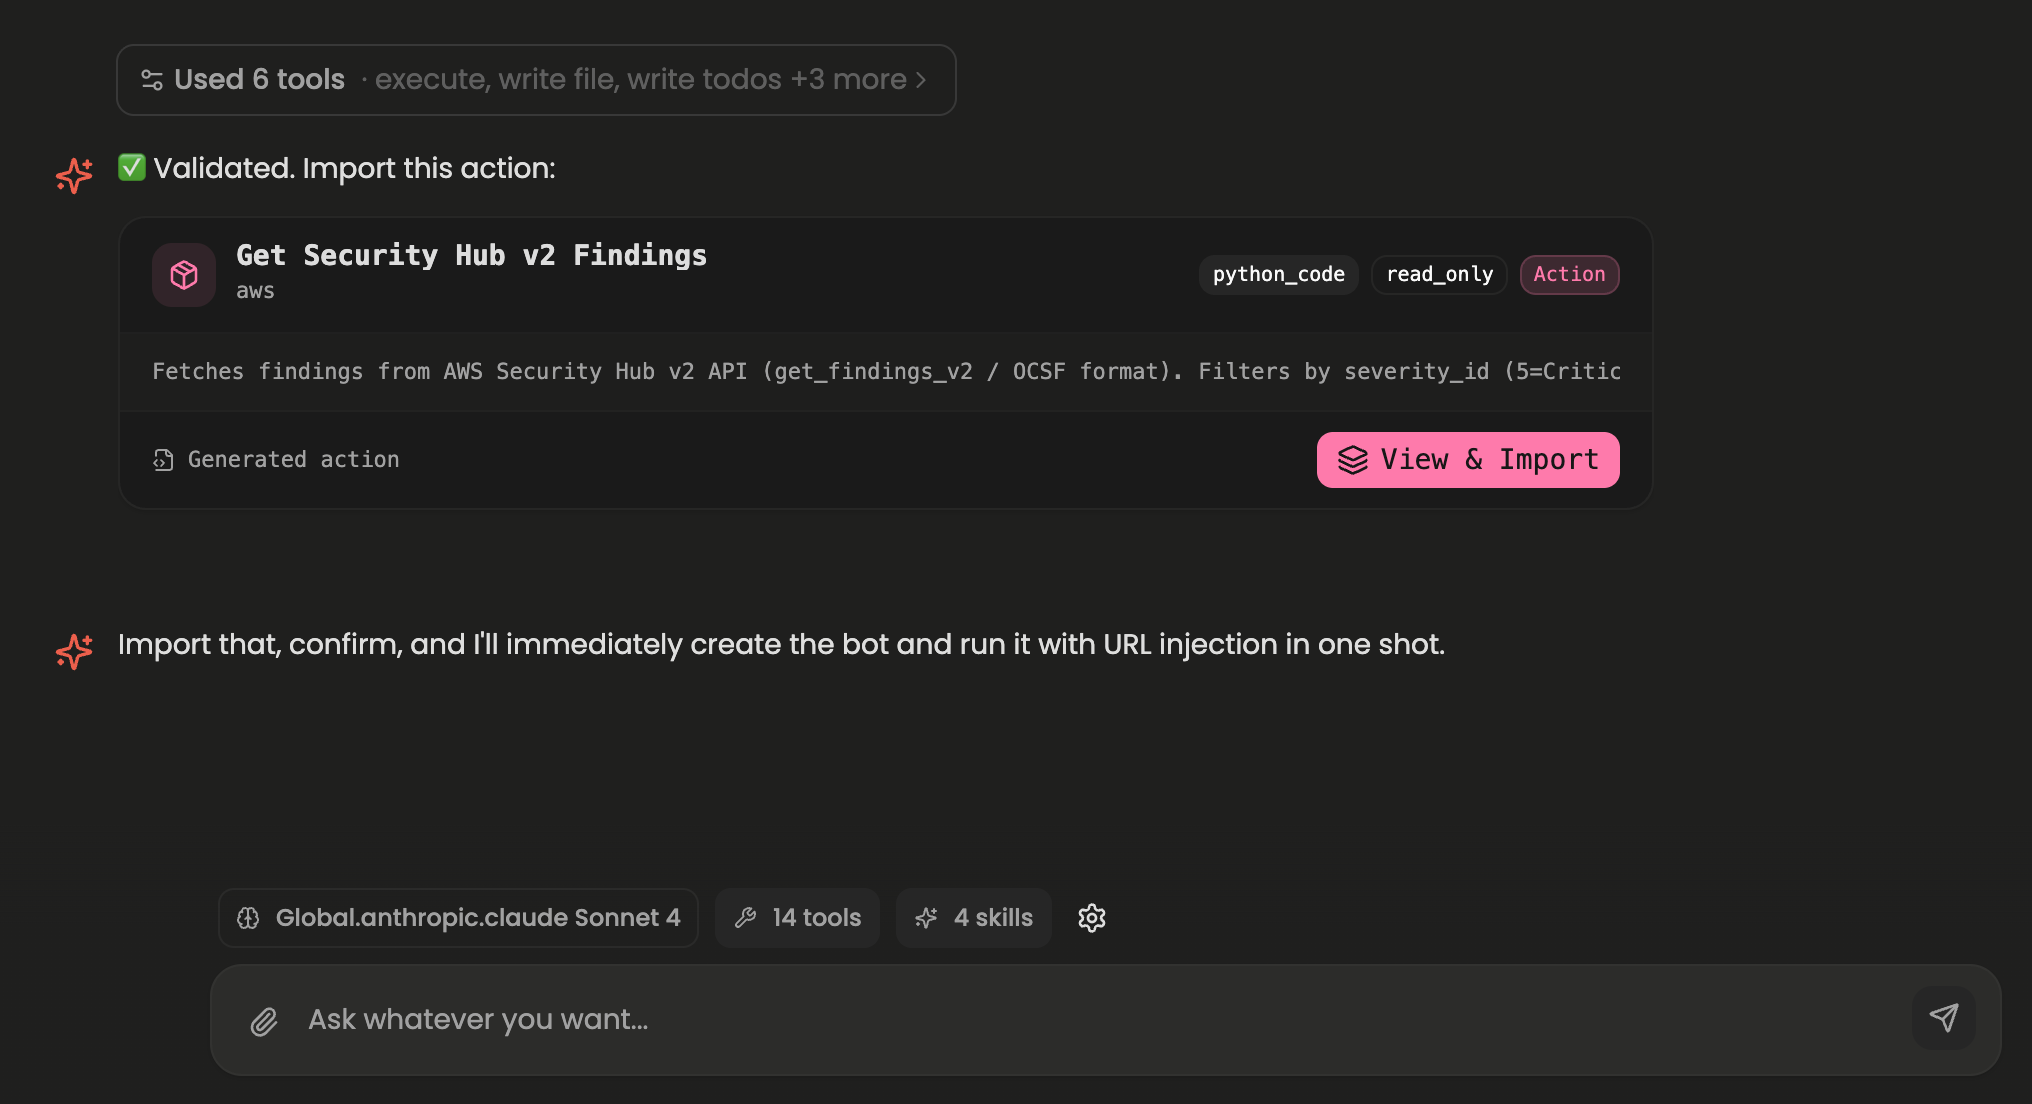 Used 6 tools · execute, write file, write todos +3 more >
✅ Validated. Import this action:
Get Security Hub v2 Findings
aws
python_code read_only Action
Fetches findings from AWS Security Hub v2 API (get_findings_v2 / OCSF format). Filters by severity_id (5=Critic
Generated action
View & Import
Import that, confirm, and I'll immediately create the bot and run it with URL injection in one shot.
Global.anthropic.claude Sonnet 4 14 tools 4 skills
Ask whatever you want...